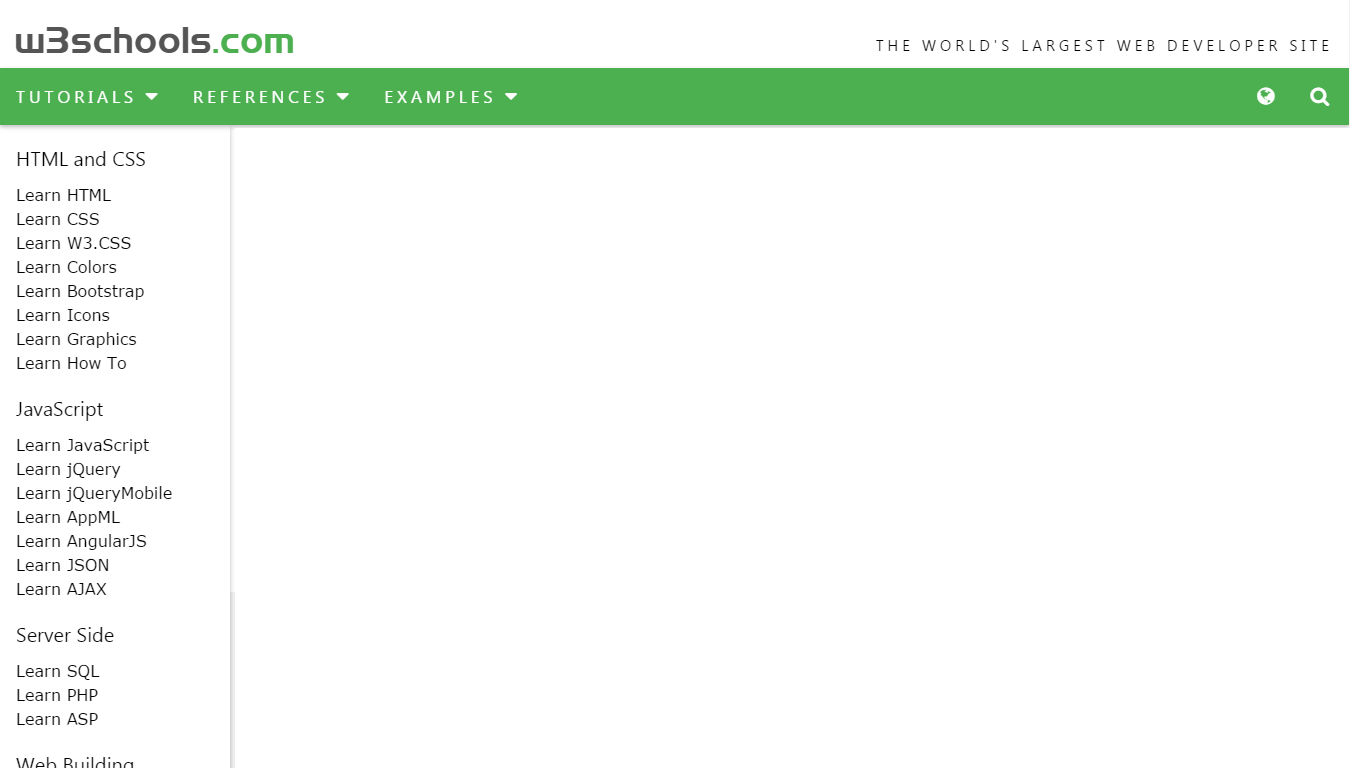 w3schools.com
THE WORLD'S LARGEST WEB DEVELOPER SITE
TUTORIALS REFERENCES EXAMPLES
HTML and CSS
Learn HTML
Learn CSS
Learn W3.CSS
Learn Colors
Learn Bootstrap
Learn Icons
Learn Graphics
Learn How To
JavaScript
Learn JavaScript
Learn jQuery
Learn jQueryMobile
Learn AppML
Learn AngularJS
Learn JSON
Learn AJAX
Server Side
Learn SQL
Learn PHP
Learn ASP
Web Building